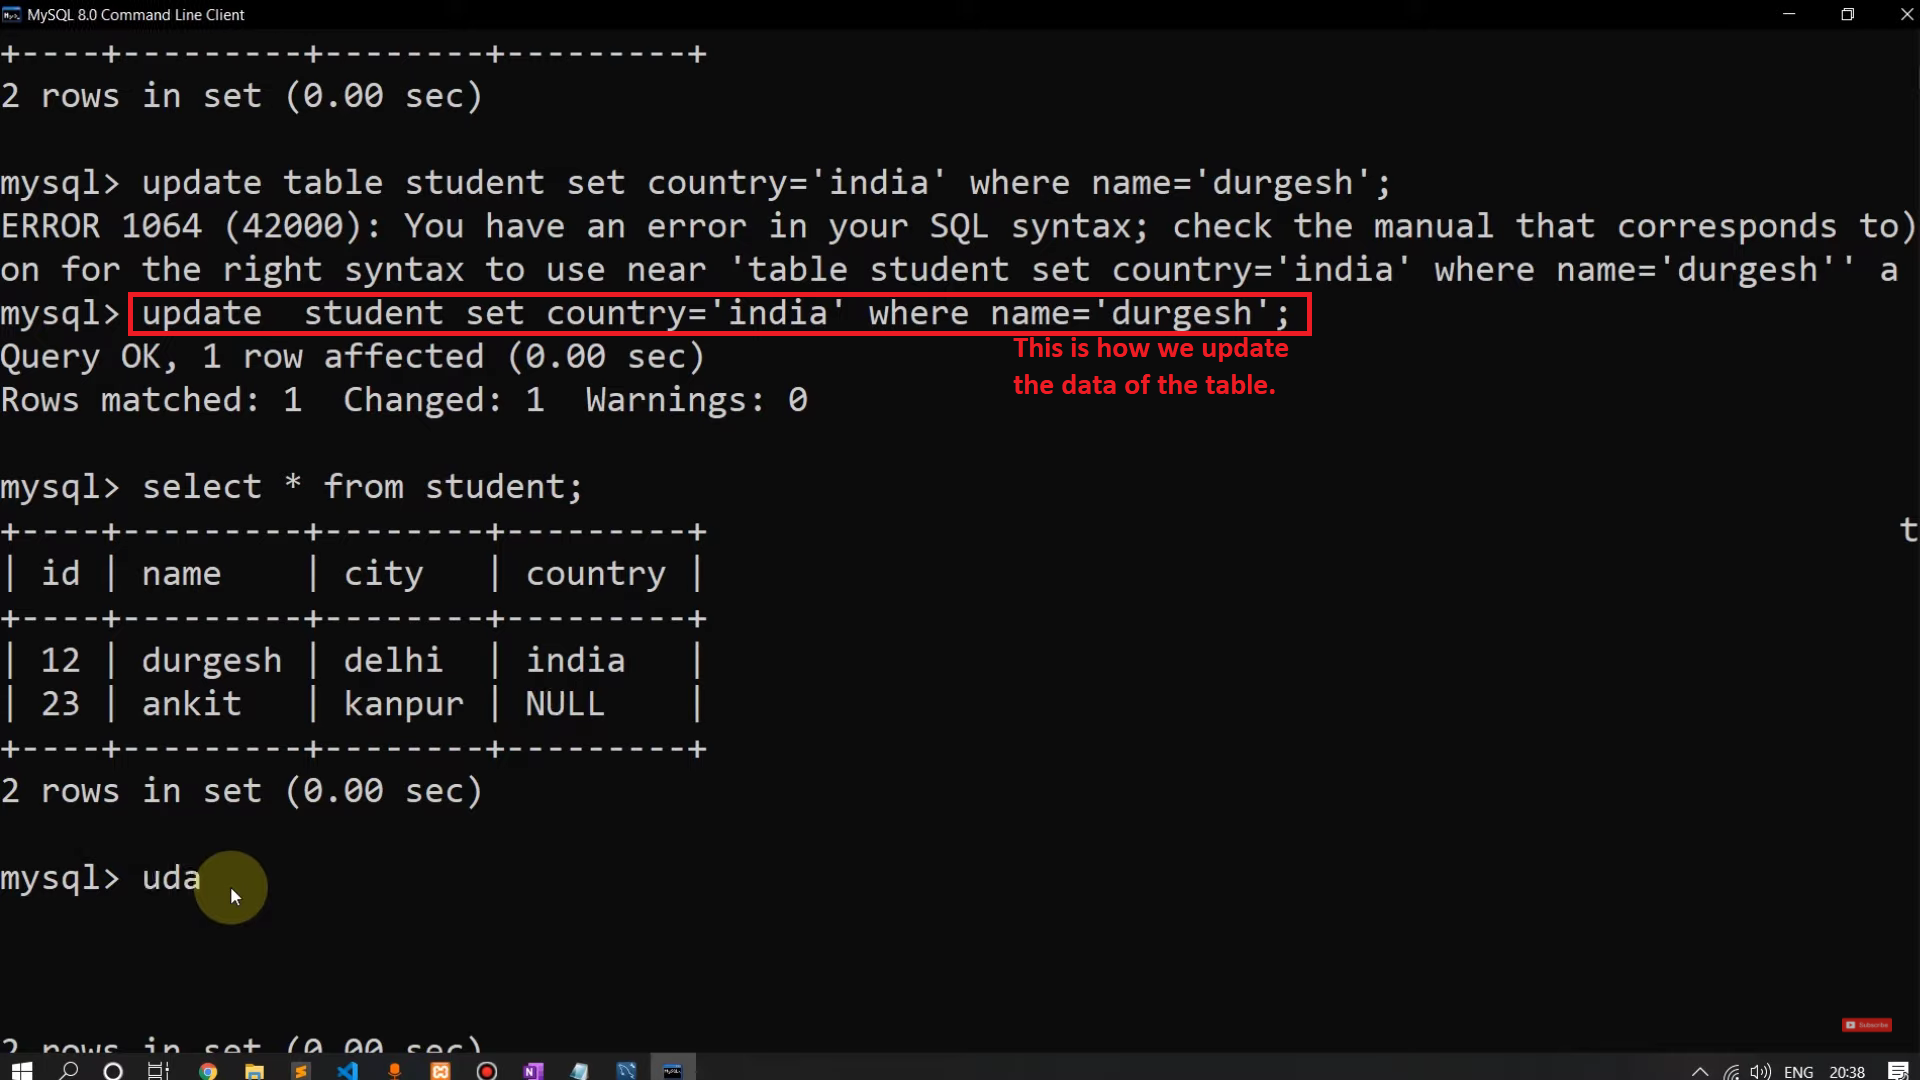 MySQL 8.0 Command Line Client
+----+---------+--------+---------+
2 rows in set (0.00 sec)
mysql> update table student set country='india' where name='durgesh';
ERROR 1064 (42000): You have an error in your SQL syntax; check the manual that corresponds to)
on for the right syntax to use near 'table student set country='india' where name='durgesh'' a
mysql> update  student set country='india' where name='durgesh';
Query OK, 1 row affected (0.00 sec)
This is how we update
the data of the table.
Rows matched: 1  Changed: 1  Warnings: 0
mysql> select * from student;
+----+---------+--------+---------+
t
| id | name    | city   | country |
+----+---------+--------+---------+
| 12 | durgesh | delhi  | india   |
| 23 | ankit   | kanpur | NULL    |
+----+---------+--------+---------+
2 rows in set (0.00 sec)
mysql> uda
Subscribe
2 rows in set (0.00 sec)
ENG 20:38